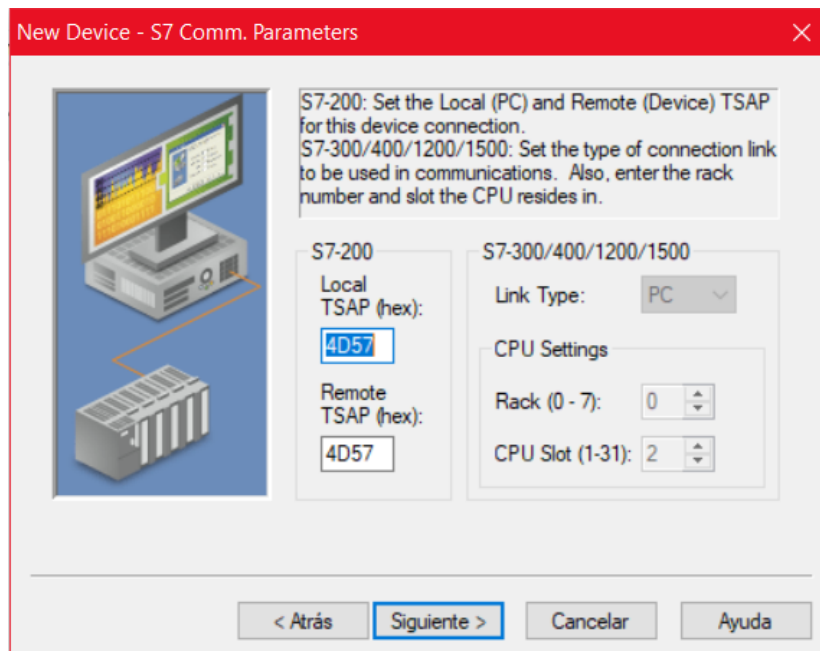 New Device - S7 Comm. Parameters
S7-200: Set the Local (PC) and Remote (Device) TSAP
for this device connection.
S7-300/400/1200/1500: Set the type of connection link
to be used in communications. Also, enter the rack
number and slot the CPU resides in.
S7-200
Local
TSAP (hex):
4D57
Remote
TSAP (hex):
4D57
S7-300/400/1200/1500
Link Type: PC
CPU Settings
Rack (0 - 7): 0
CPU Slot (1-31): 2
< Atrás Siguiente > Cancelar Ayuda